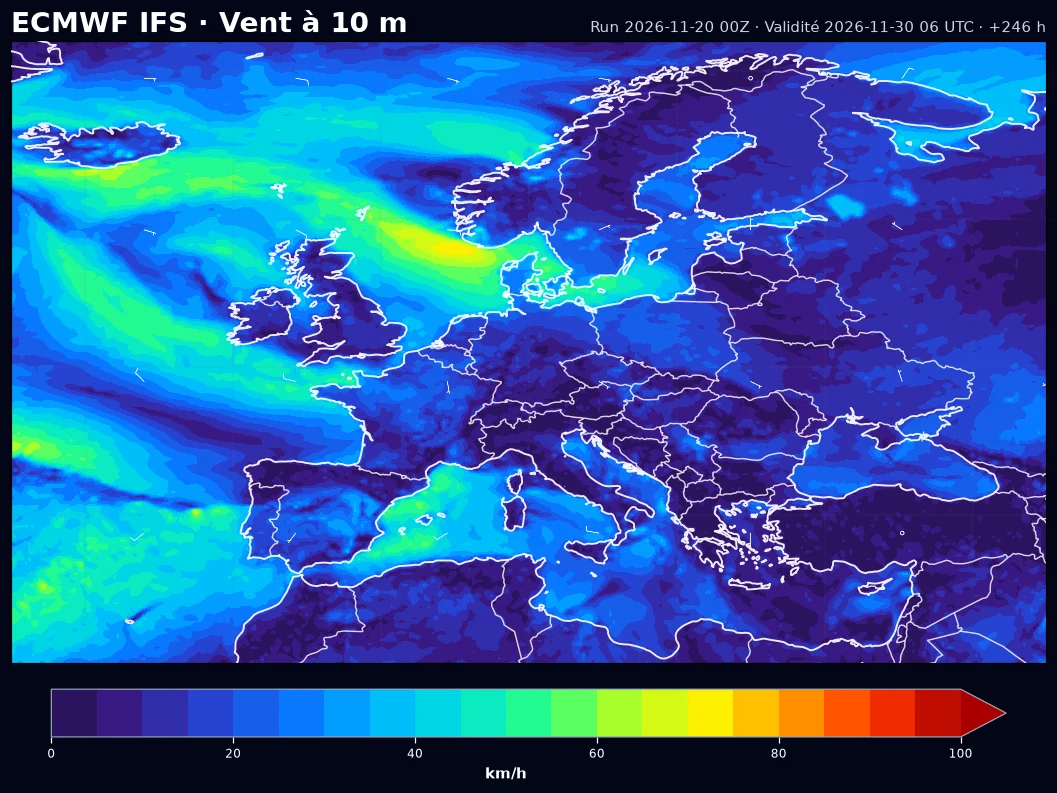 ECMWF IFS · Vent à 10 m
Run 2026-11-20 00Z · Validité 2026-11-30 06 UTC · +246 h
0 20 40 60 80 100
km/h